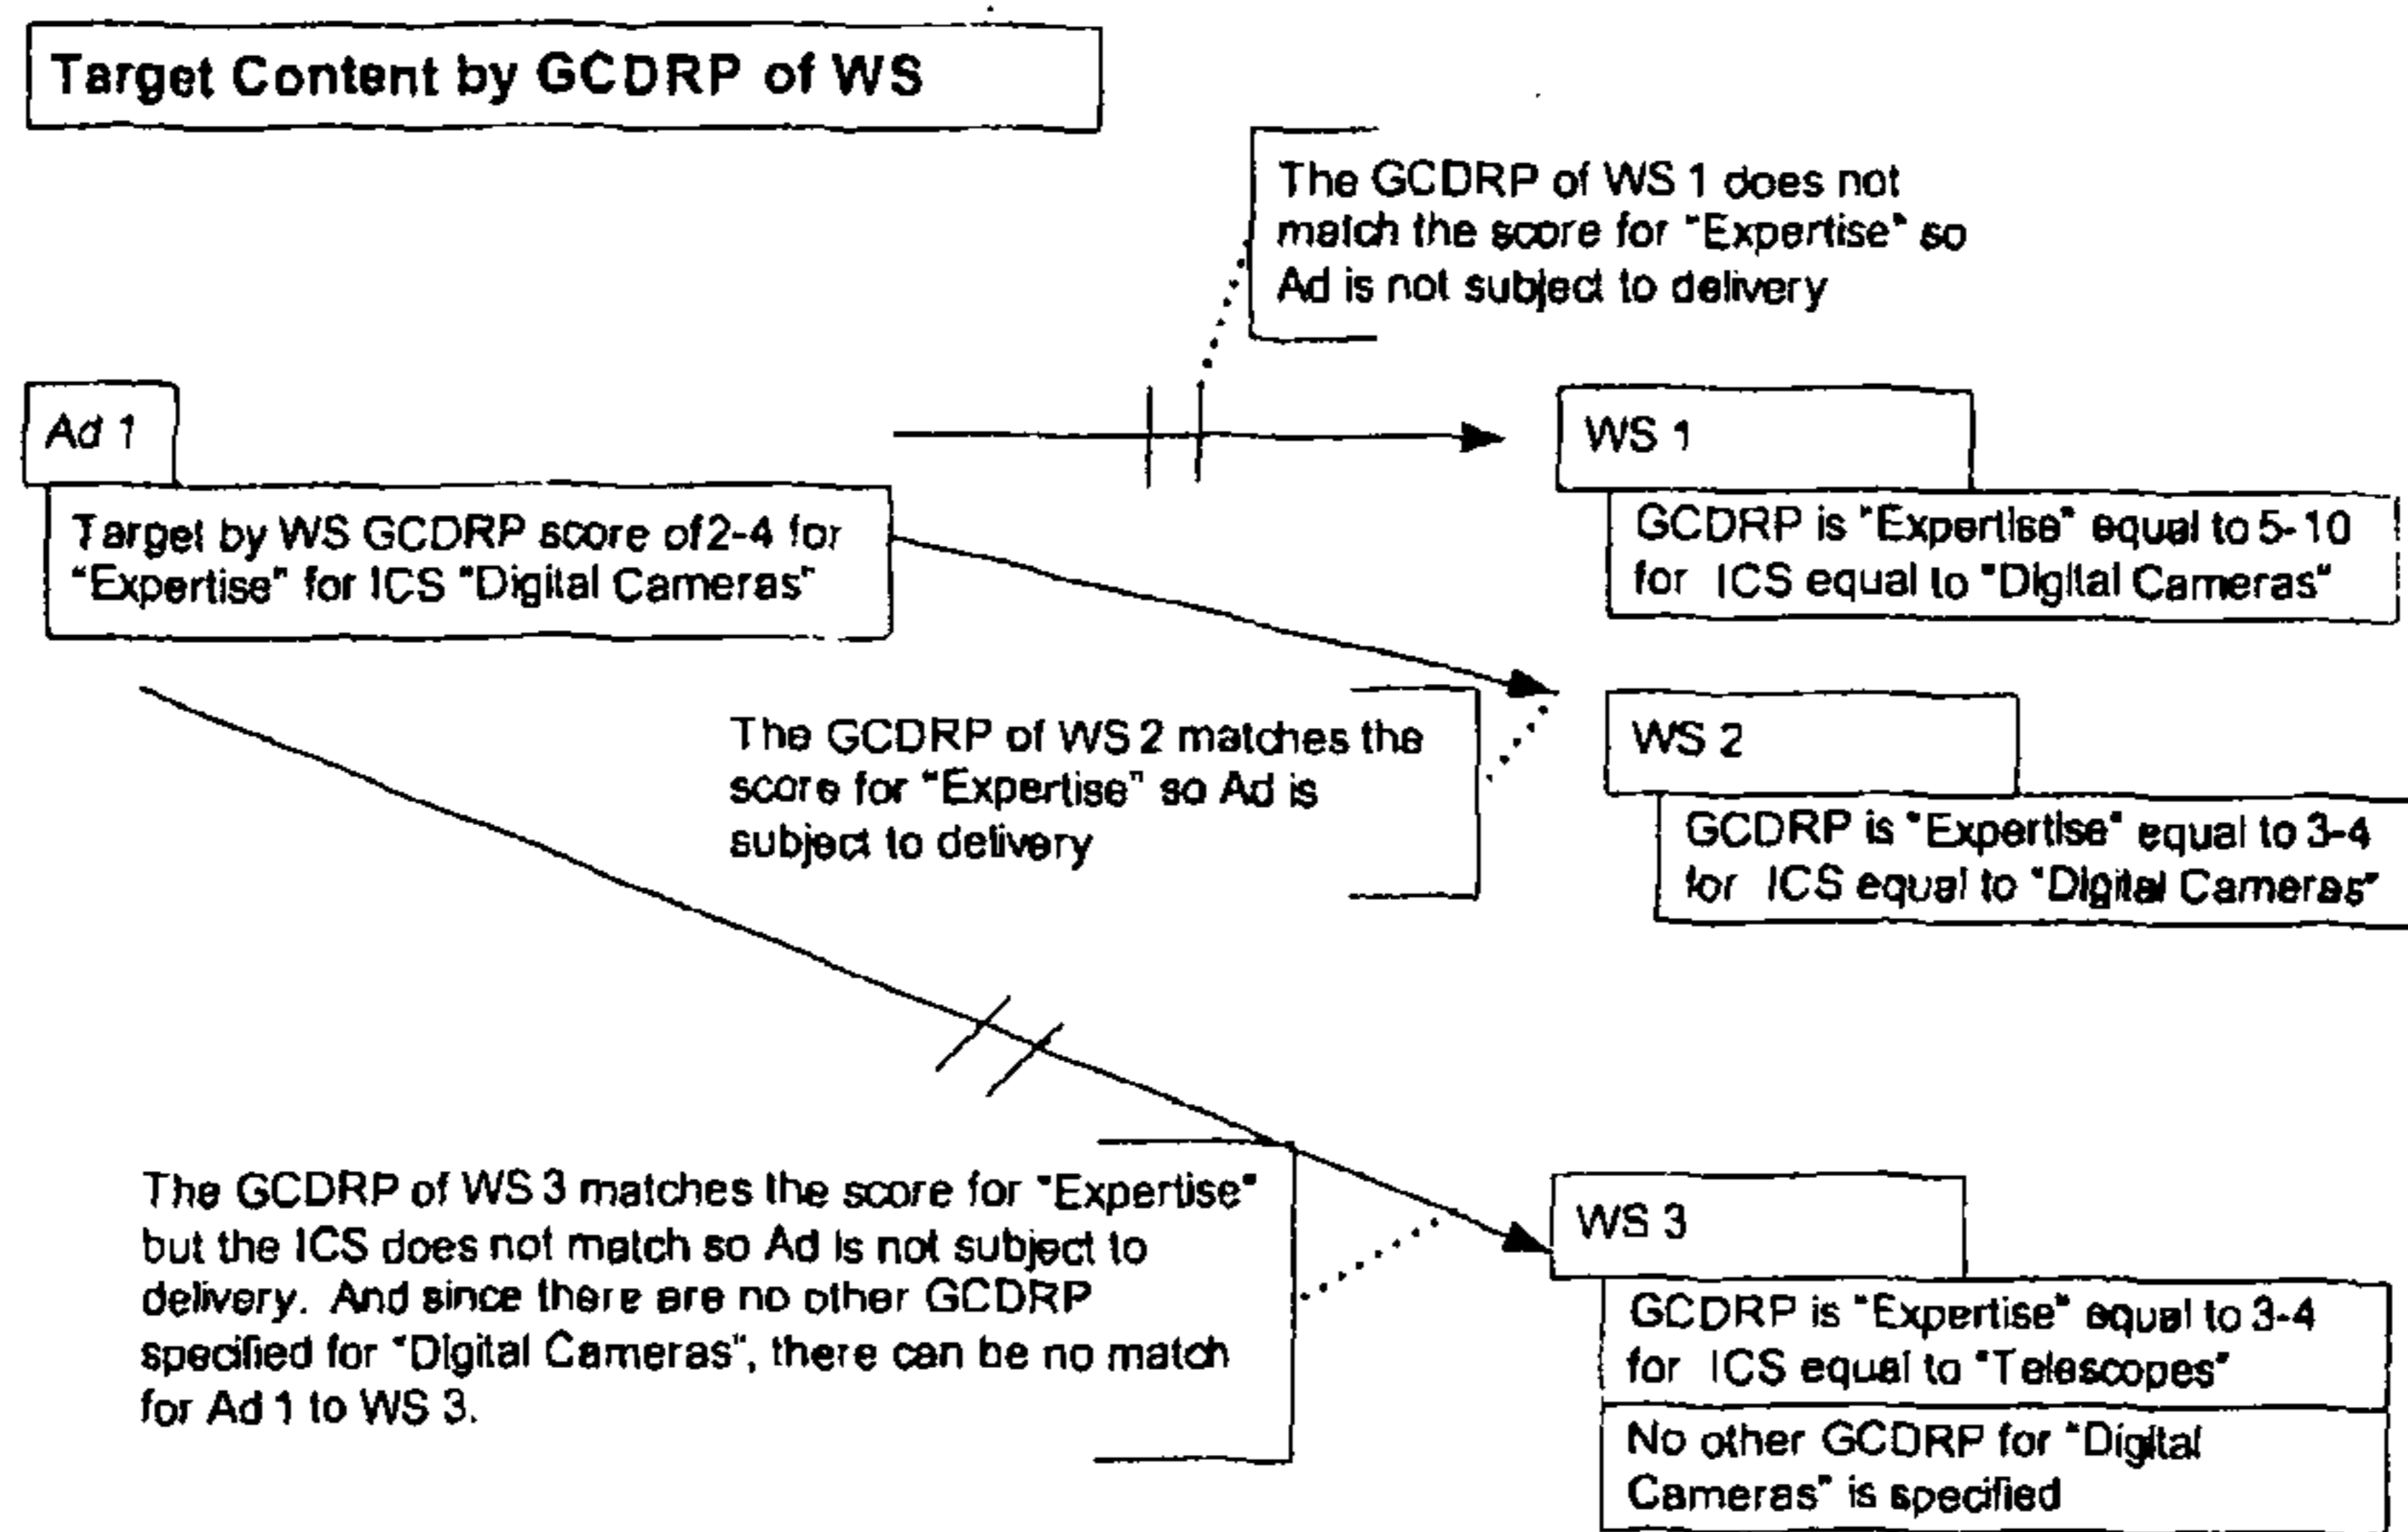 Target Content by GCDRP of WS
The GCDRP of WS 1 does not
match the score for "Expertise" so
Ad is not subject to delivery
Ad 1
Target by WS GCDRP score of 2-4 for
"Expertise" for ICS "Digital Cameras"
WS 1
GCDRP is "Expertise" equal to 5-10
for ICS equal to "Digital Cameras"
The GCDRP of WS 2 matches the
score for "Expertise" so Ad is
subject to delivery
WS 2
GCDRP is "Expertise" equal to 3-4
for ICS equal to "Digital Cameras"
The GCDRP of WS 3 matches the score for "Expertise"
but the ICS does not match so Ad is not subject to
delivery. And since there are no other GCDRP
specified for "Digital Cameras", there can be no match
for Ad 1 to WS 3.
WS 3
GCDRP is "Expertise" equal to 3-4
for ICS equal to "Telescopes"
No other GCDRP for "Digital
Cameras" is specified